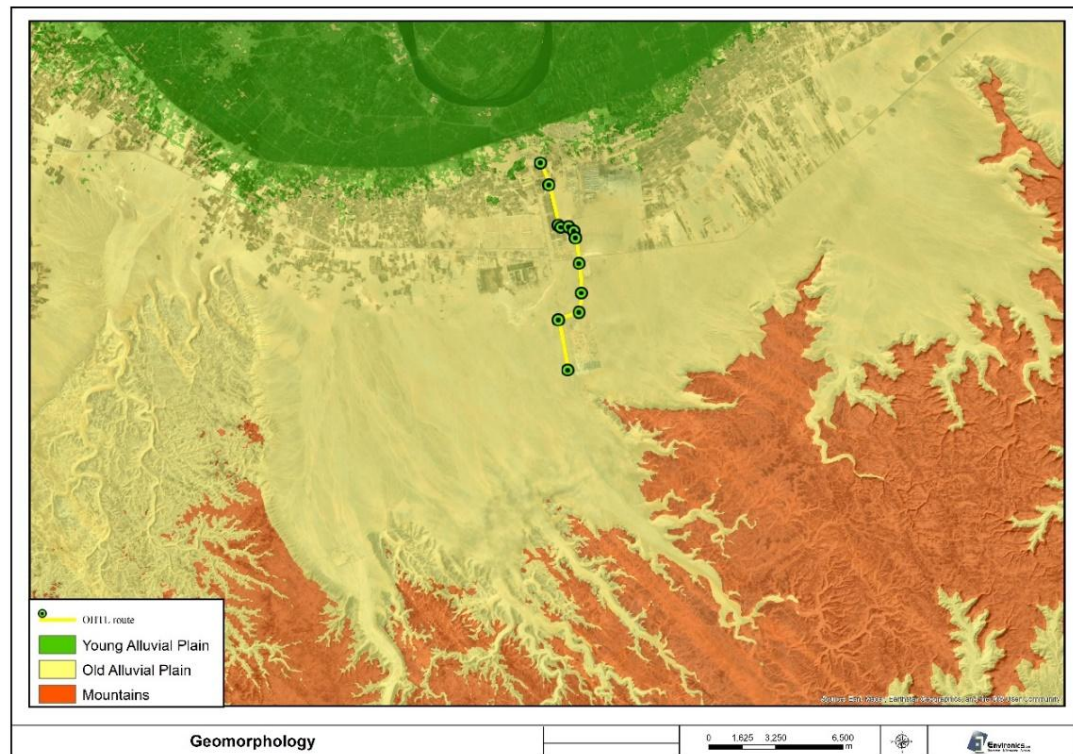 OHTL route
Young Alluvial Plain
Old Alluvial Plain
Mountains
Geomorphology
0 1.625 3.250 6.500
m
Environics